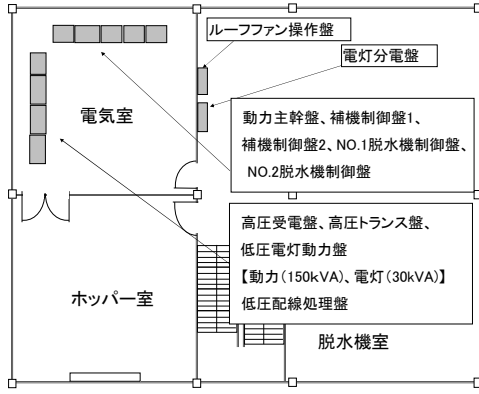 ルーフファン操作盤
電灯分電盤
電気室
動力主幹盤、補機制御盤1、
補機制御盤2、NO.1脱水機制御盤、
NO.2脱水機制御盤
高圧受電盤、高圧トランス盤、
低圧電灯動力盤
【動力（150kVA）、電灯（30kVA）】
低圧配線処理盤
ホッパー室
脱水機室